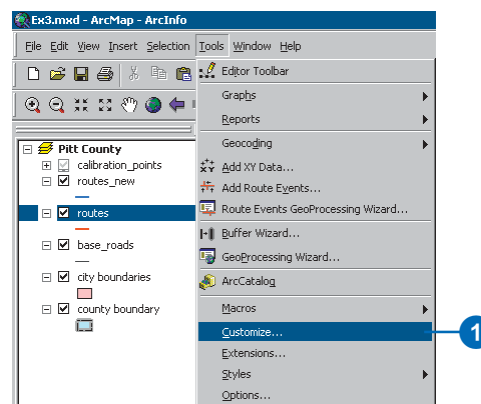 Ex3.mxd - ArcMap - ArcInfo
File Edit View Insert Selection Tools Window Help
Editor Toolbar
Graphs
Reports
Geocoding
Add XY Data...
Add Route Events...
Route Events GeoProcessing Wizard...
Buffer Wizard...
GeoProcessing Wizard...
ArcCatalog
Macros
Customize...
Extensions...
Styles
Options...
Pitt County
calibration_points
routes_new
routes
base_roads
city boundaries
county boundary
1